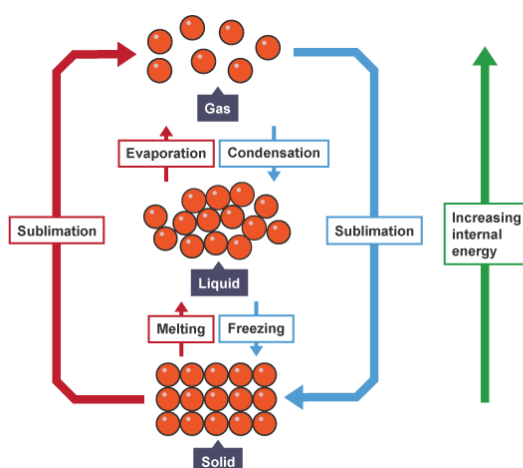 Gas
Evaporation
Condensation
Sublimation
Sublimation
Increasing
internal
energy
Liquid
Melting
Freezing
Solid